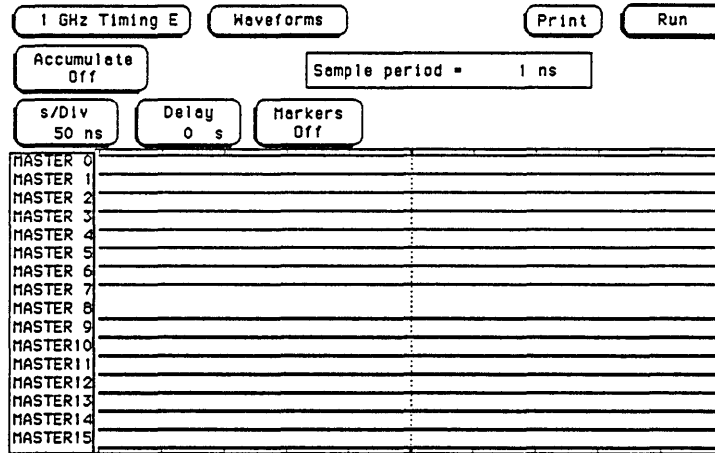 1 GHz Timing E Waveforms Print Run
Accumulate
Off
Sample period = 1 ns
s/Div
50 ns
Delay
0 s
Markers
Off
MASTER 0
MASTER 1
MASTER 2
MASTER 3
MASTER 4
MASTER 5
MASTER 6
MASTER 7
MASTER 8
MASTER 9
MASTER10
MASTER11
MASTER12
MASTER13
MASTER14
MASTER15